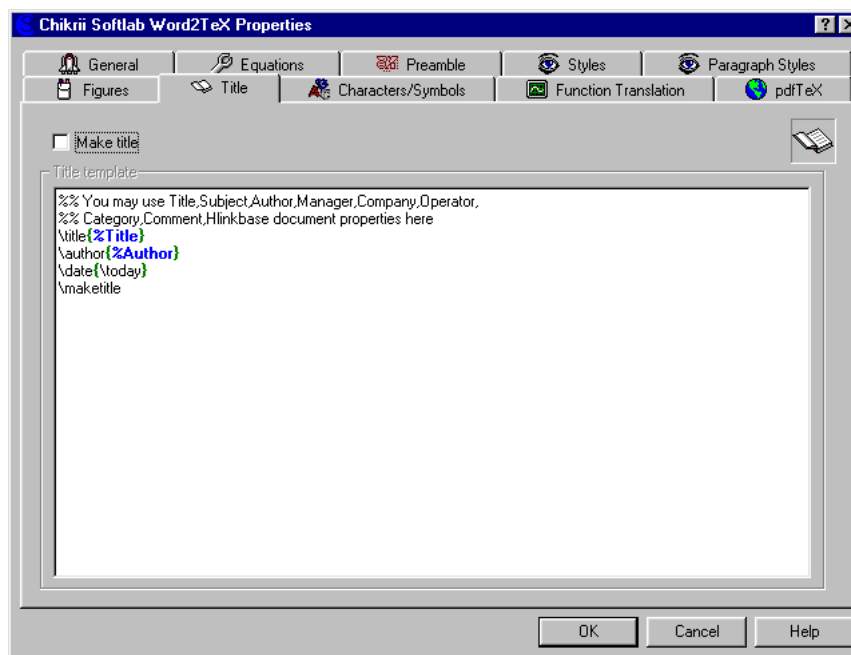 Chikrii Softlab Word2TeX Properties
General Equations Preamble Styles Paragraph Styles
Figures Title Characters/Symbols Function Translation pdfTeX
Make title
Title template
%% You may use Title,Subject,Author,Manager,Company,Operator,
%% Category,Comment,Hlinkbase document properties here
\title{%Title}
\author{%Author}
\date{\today}
\maketitle
OK Cancel Help